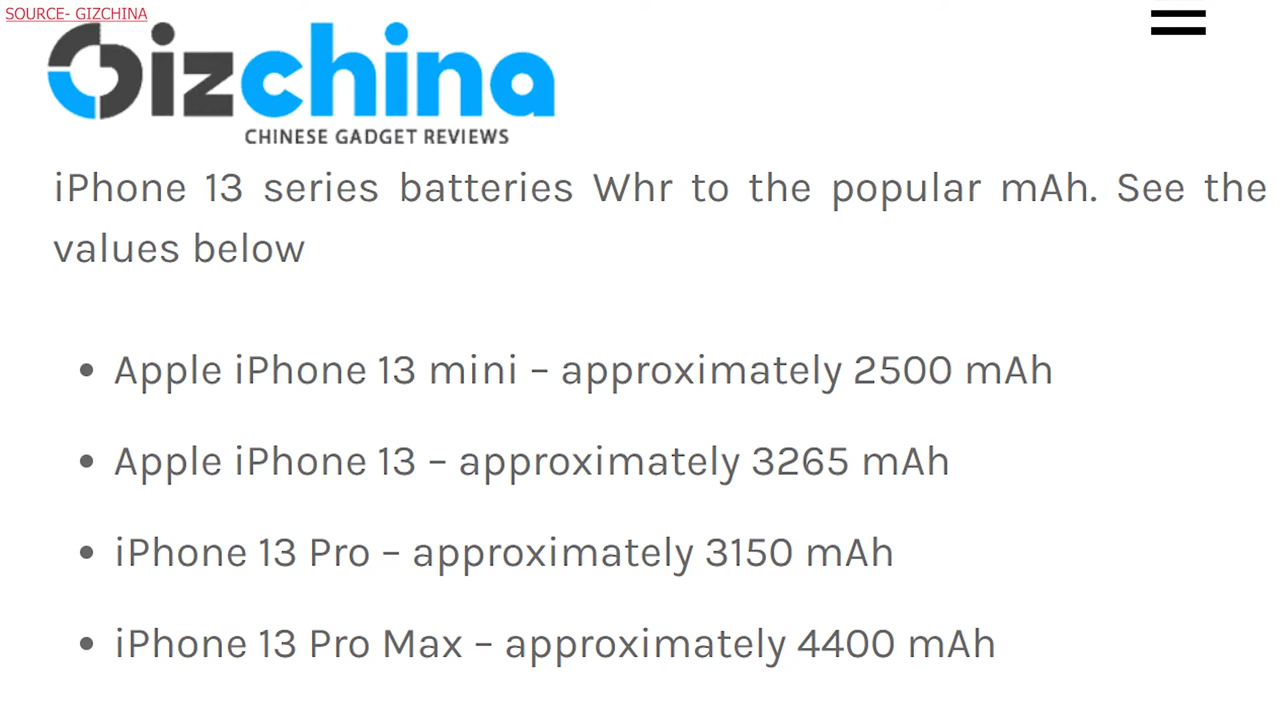 SOURCE- GIZCHINA
Gizchina
CHINESE GADGET REVIEWS
iPhone 13 series batteries Whr to the popular mAh. See the
values below
• Apple iPhone 13 mini – approximately 2500 mAh
• Apple iPhone 13 – approximately 3265 mAh
• iPhone 13 Pro – approximately 3150 mAh
• iPhone 13 Pro Max – approximately 4400 mAh